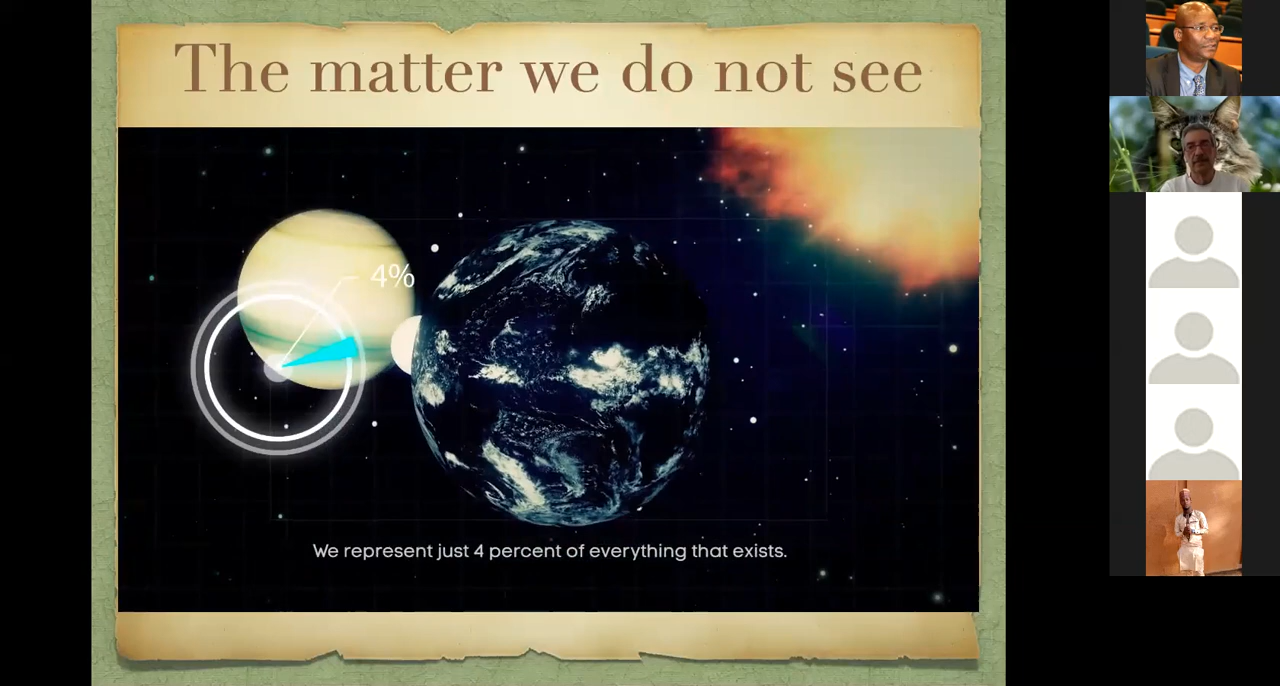 The matter we do not see
4%
We represent just 4 percent of everything that exists.